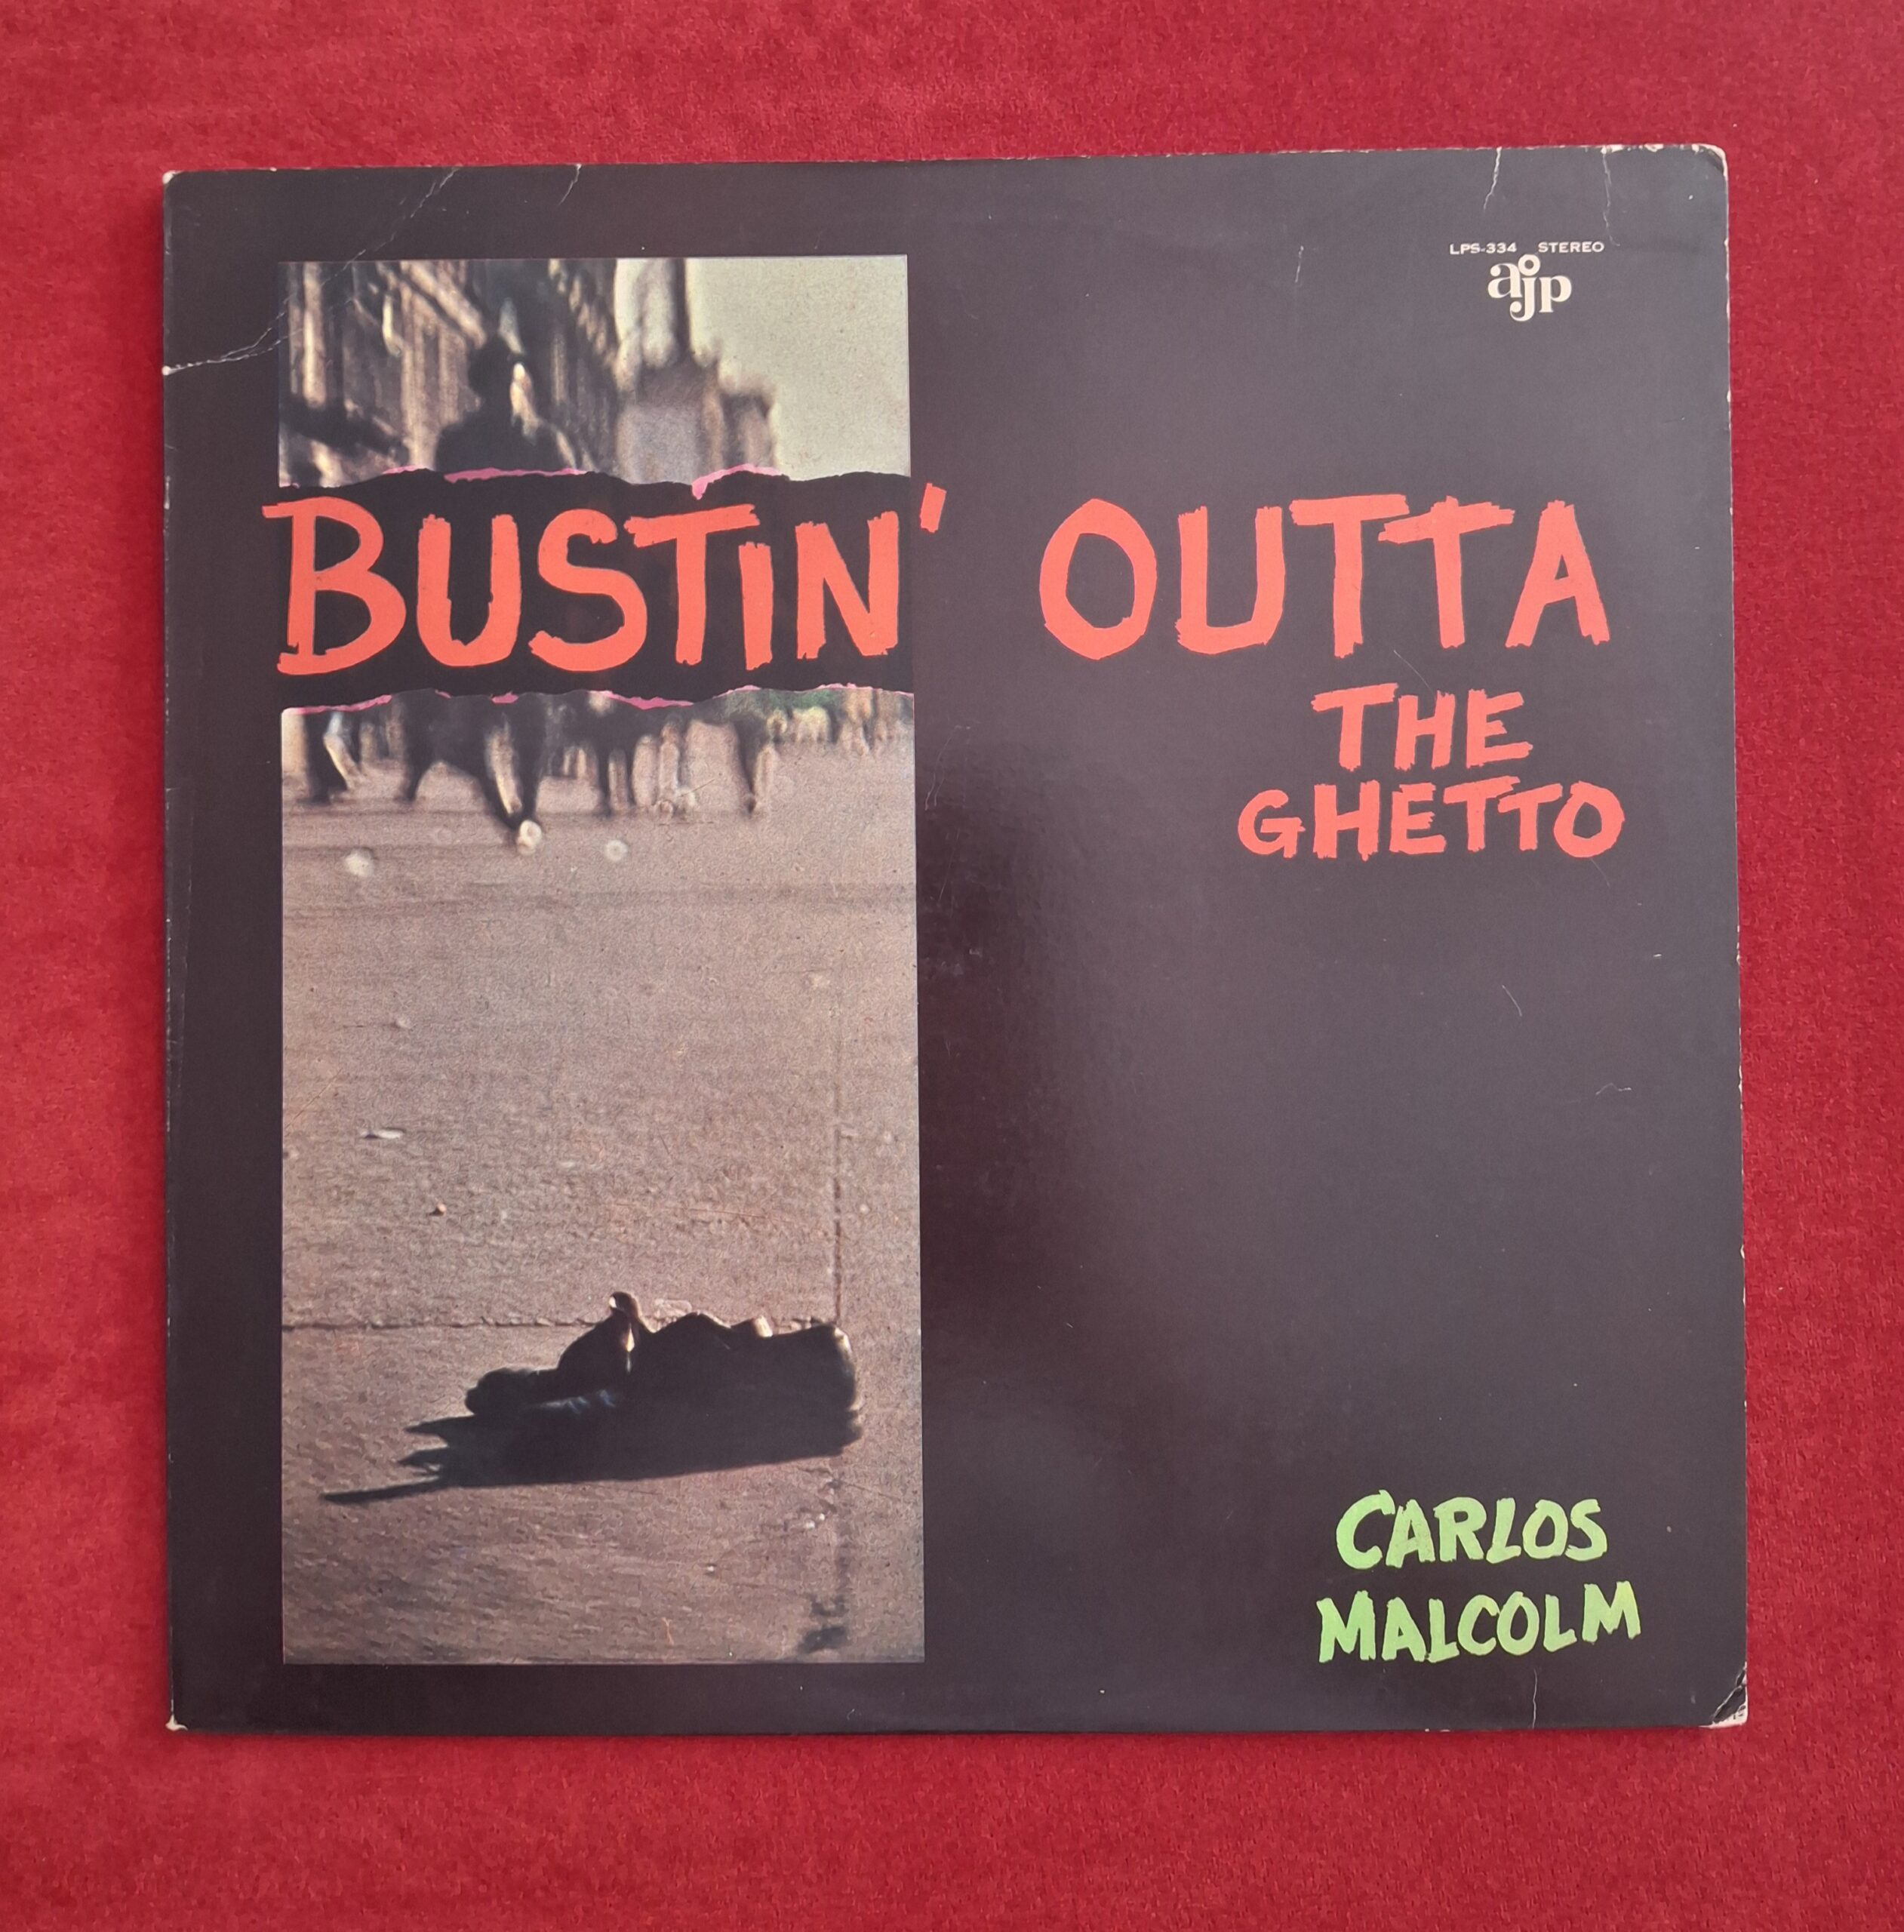 LPS-334 STEREO
ajp
BUSTIN' OUTTA
THE
GHETTO
CARLOS
MALCOLM